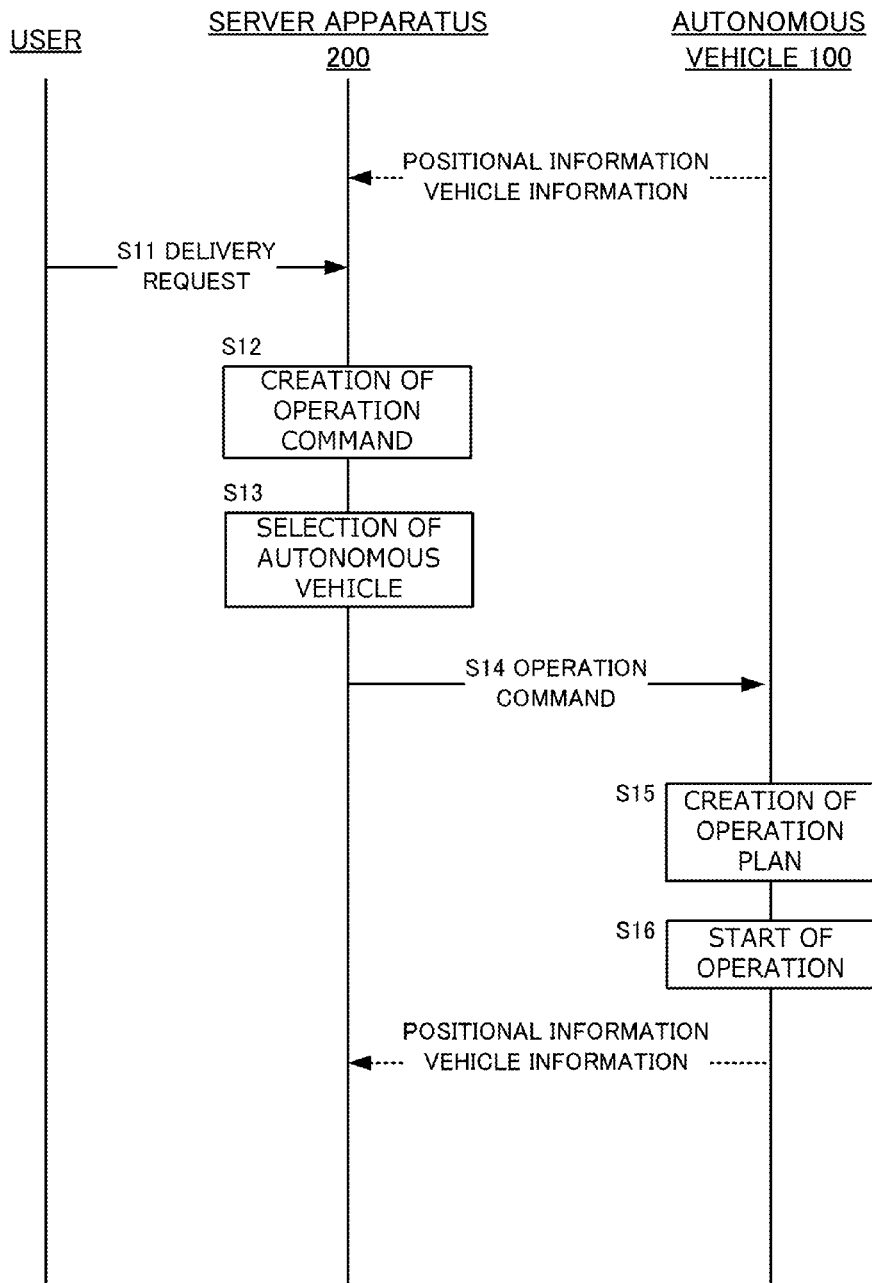 USER
SERVER APPARATUS
200
AUTONOMOUS
VEHICLE 100
POSITIONAL INFORMATION
VEHICLE INFORMATION
S11 DELIVERY
REQUEST
S12
CREATION OF
OPERATION
COMMAND
S13
SELECTION OF
AUTONOMOUS
VEHICLE
S14 OPERATION
COMMAND
S15
CREATION OF
OPERATION
PLAN
S16
START OF
OPERATION
POSITIONAL INFORMATION
VEHICLE INFORMATION